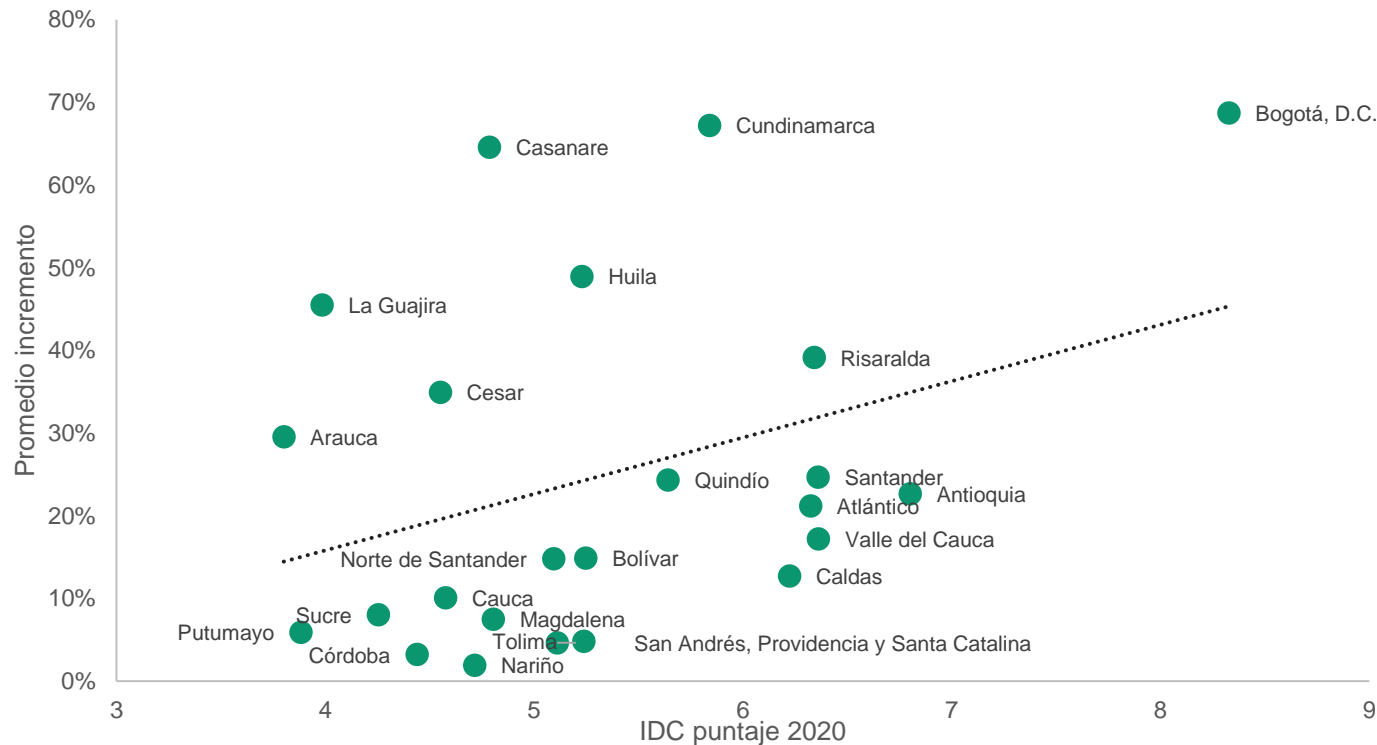 80%
70%
60%
50%
40%
30%
20%
10%
0%
Promedio incremento
Bogotá, D.C.
Cundinamarca
Casanare
Huila
La Guajira
Risaralda
Cesar
Arauca
Quindío
Santander
Antioquia
Atlántico
Valle del Cauca
Norte de Santander
Bolívar
Caldas
Cauca
Sucre
Magdalena
Putumayo
Tolima
San Andrés, Providencia y Santa Catalina
Córdoba
Nariño
3
4
5
6
7
8
9
IDC puntaje 2020